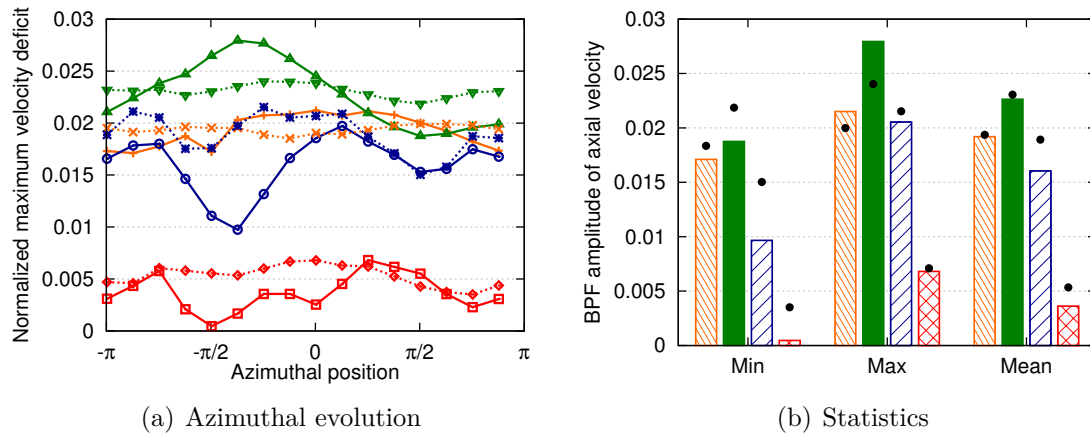 Normalized maximum velocity deficit
0.03
0.025
0.02
0.015
0.01
0.005
0
-π
-π/2
0
π/2
π
Azimuthal position
(a) Azimuthal evolution
BPF amplitude of axial velocity
0.03
0.025
0.02
0.015
0.01
0.005
0
Min
Max
Mean
(b) Statistics